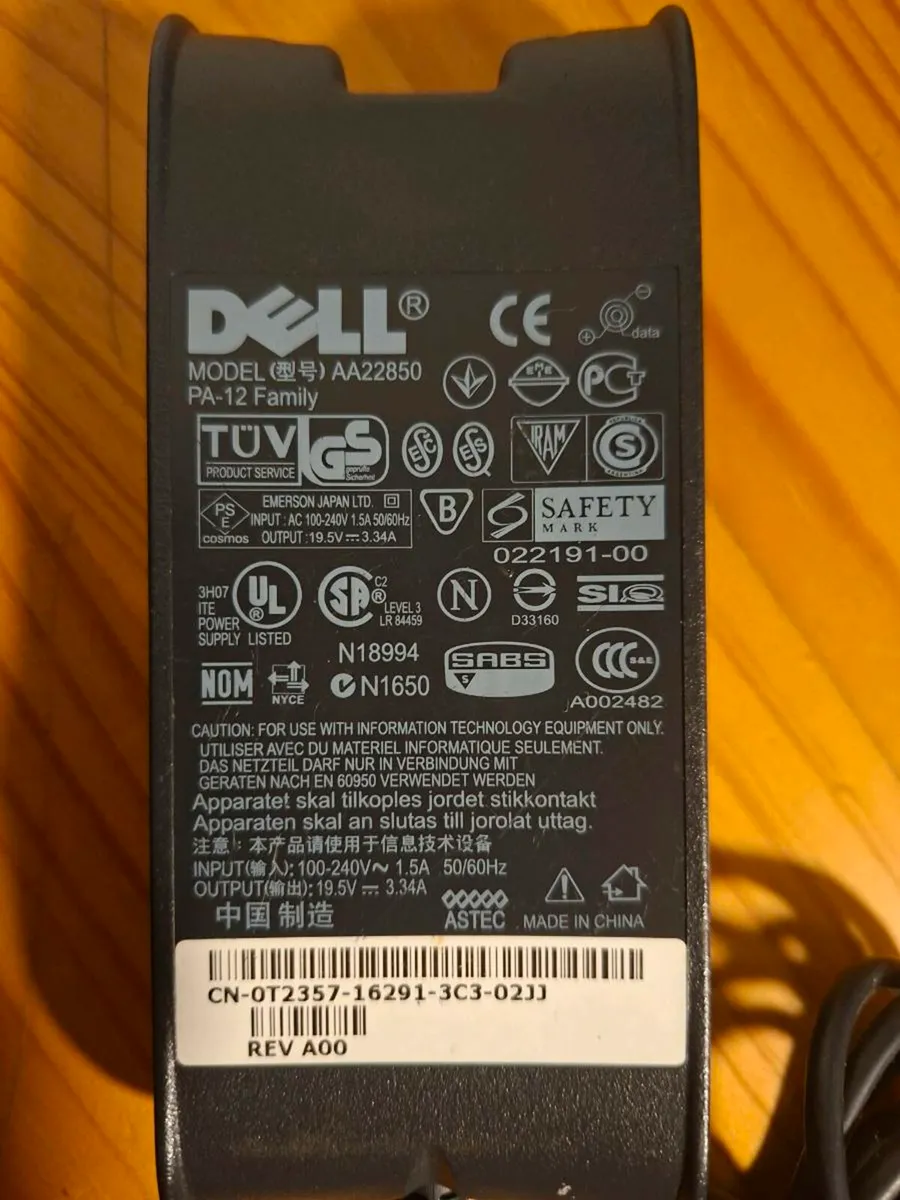 DELL®
CE
data
MODEL (型号) AA22850
PA-12 Family
EME
PCT
TÜV
PRODUCT SERVICE
GS
geprüfte
Sicherheit
IRAM
S
PS
E
cosmos
EMERSON JAPAN LTD.
INPUT : AC 100-240V 1.5A 50/60Hz
OUTPUT : 19.5V⎓3.34A
B
SAFETY
MARK
022191-00
3H07
ITE
POWER
SUPPLY LISTED
UL®
C2
®
LEVEL 3
LR 84459
N
D33160
SIQ
N18994
N1650
NOM
NYCE
SABS
S
CCC S&E
A002482
CAUTION: FOR USE WITH INFORMATION TECHNOLOGY EQUIPMENT ONLY.
UTILISER AVEC DU MATERIEL INFORMATIQUE SEULEMENT.
DAS NETZTEIL DARF NUR IN VERBINDUNG MIT
GERATEN NACH EN 60950 VERWENDET WERDEN
Apparatet skal tilkoples jordet stikkontakt
Apparaten skal an slutas till jorolat uttag.
注意：本产品请使用于信息技术设备
INPUT(输入): 100-240V~ 1.5A 50/60Hz
OUTPUT(输出): 19.5V ⎓ 3.34A
中国 制造
ASTEC
MADE IN CHINA
CN-0T2357-16291-3C3-02JJ
REV A00